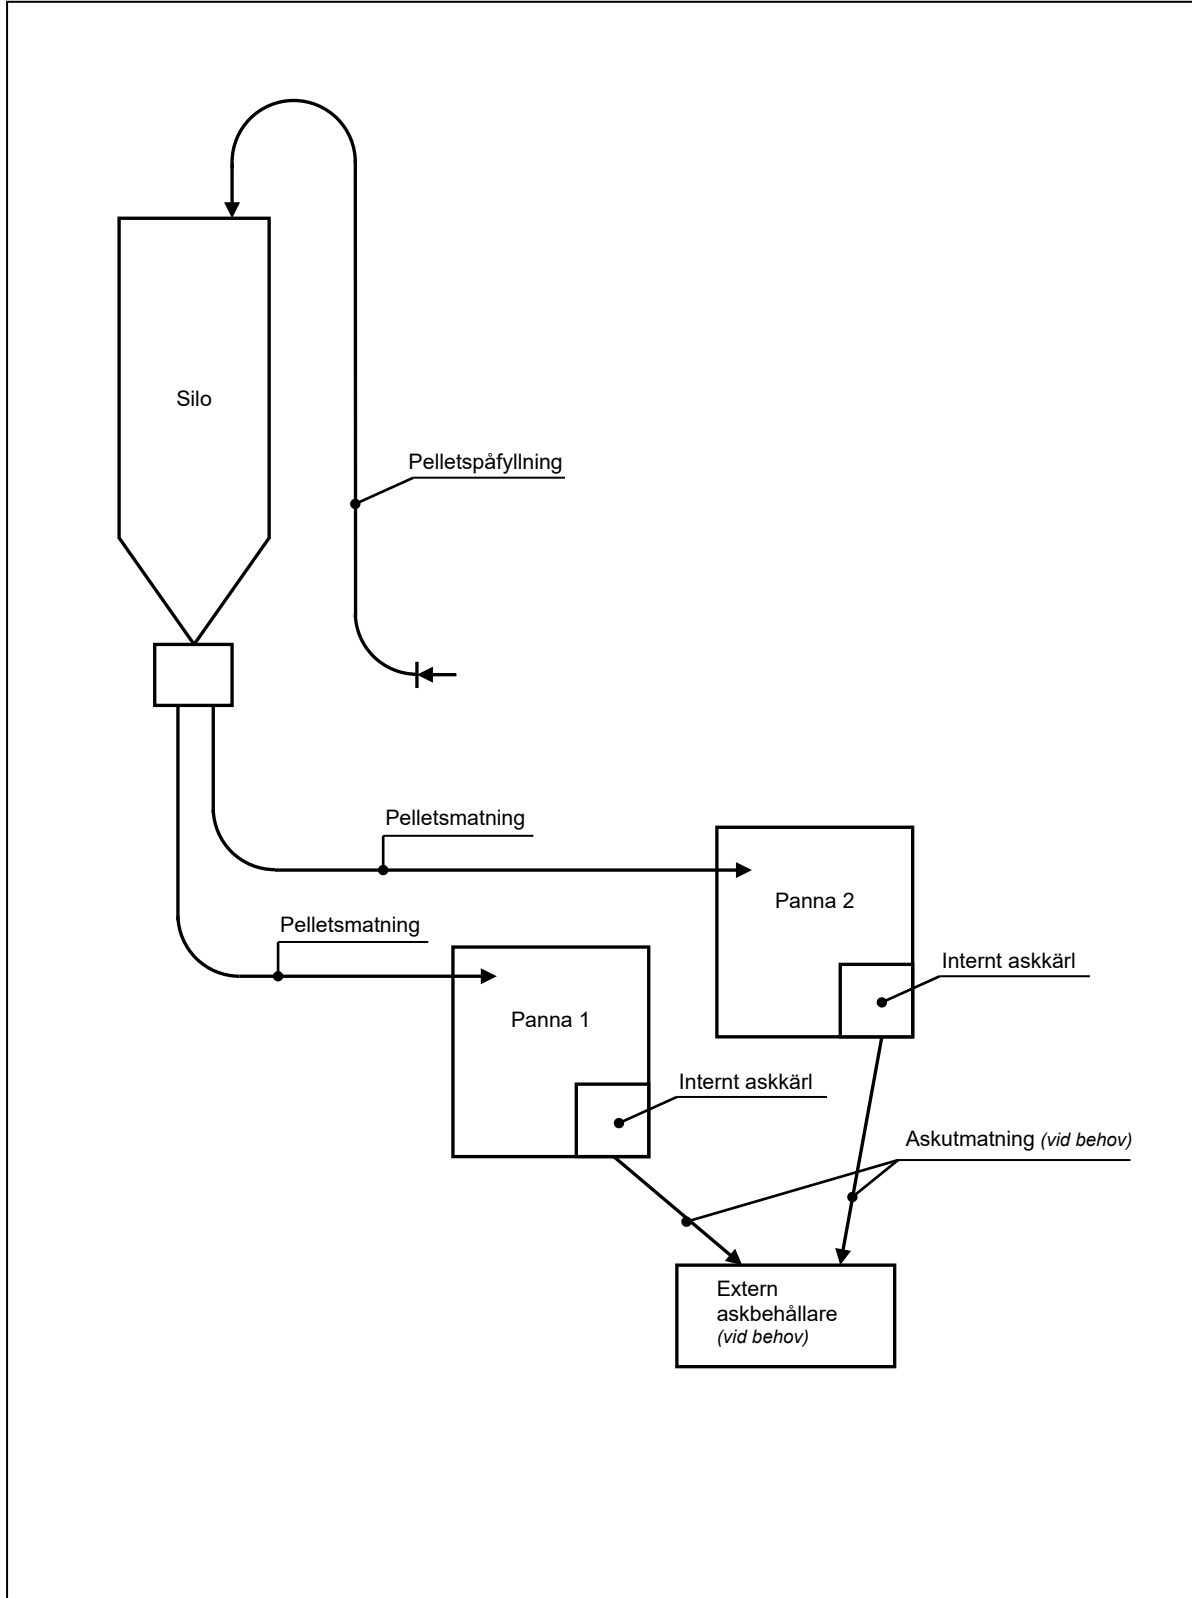 Silo
Pelletspåfyllning
Pelletsmatning
Panna 2
Pelletsmatning
Internt askkärl
Panna 1
Internt askkärl
Askutmatning (vid behov)
Extern
askbehållare
(vid behov)